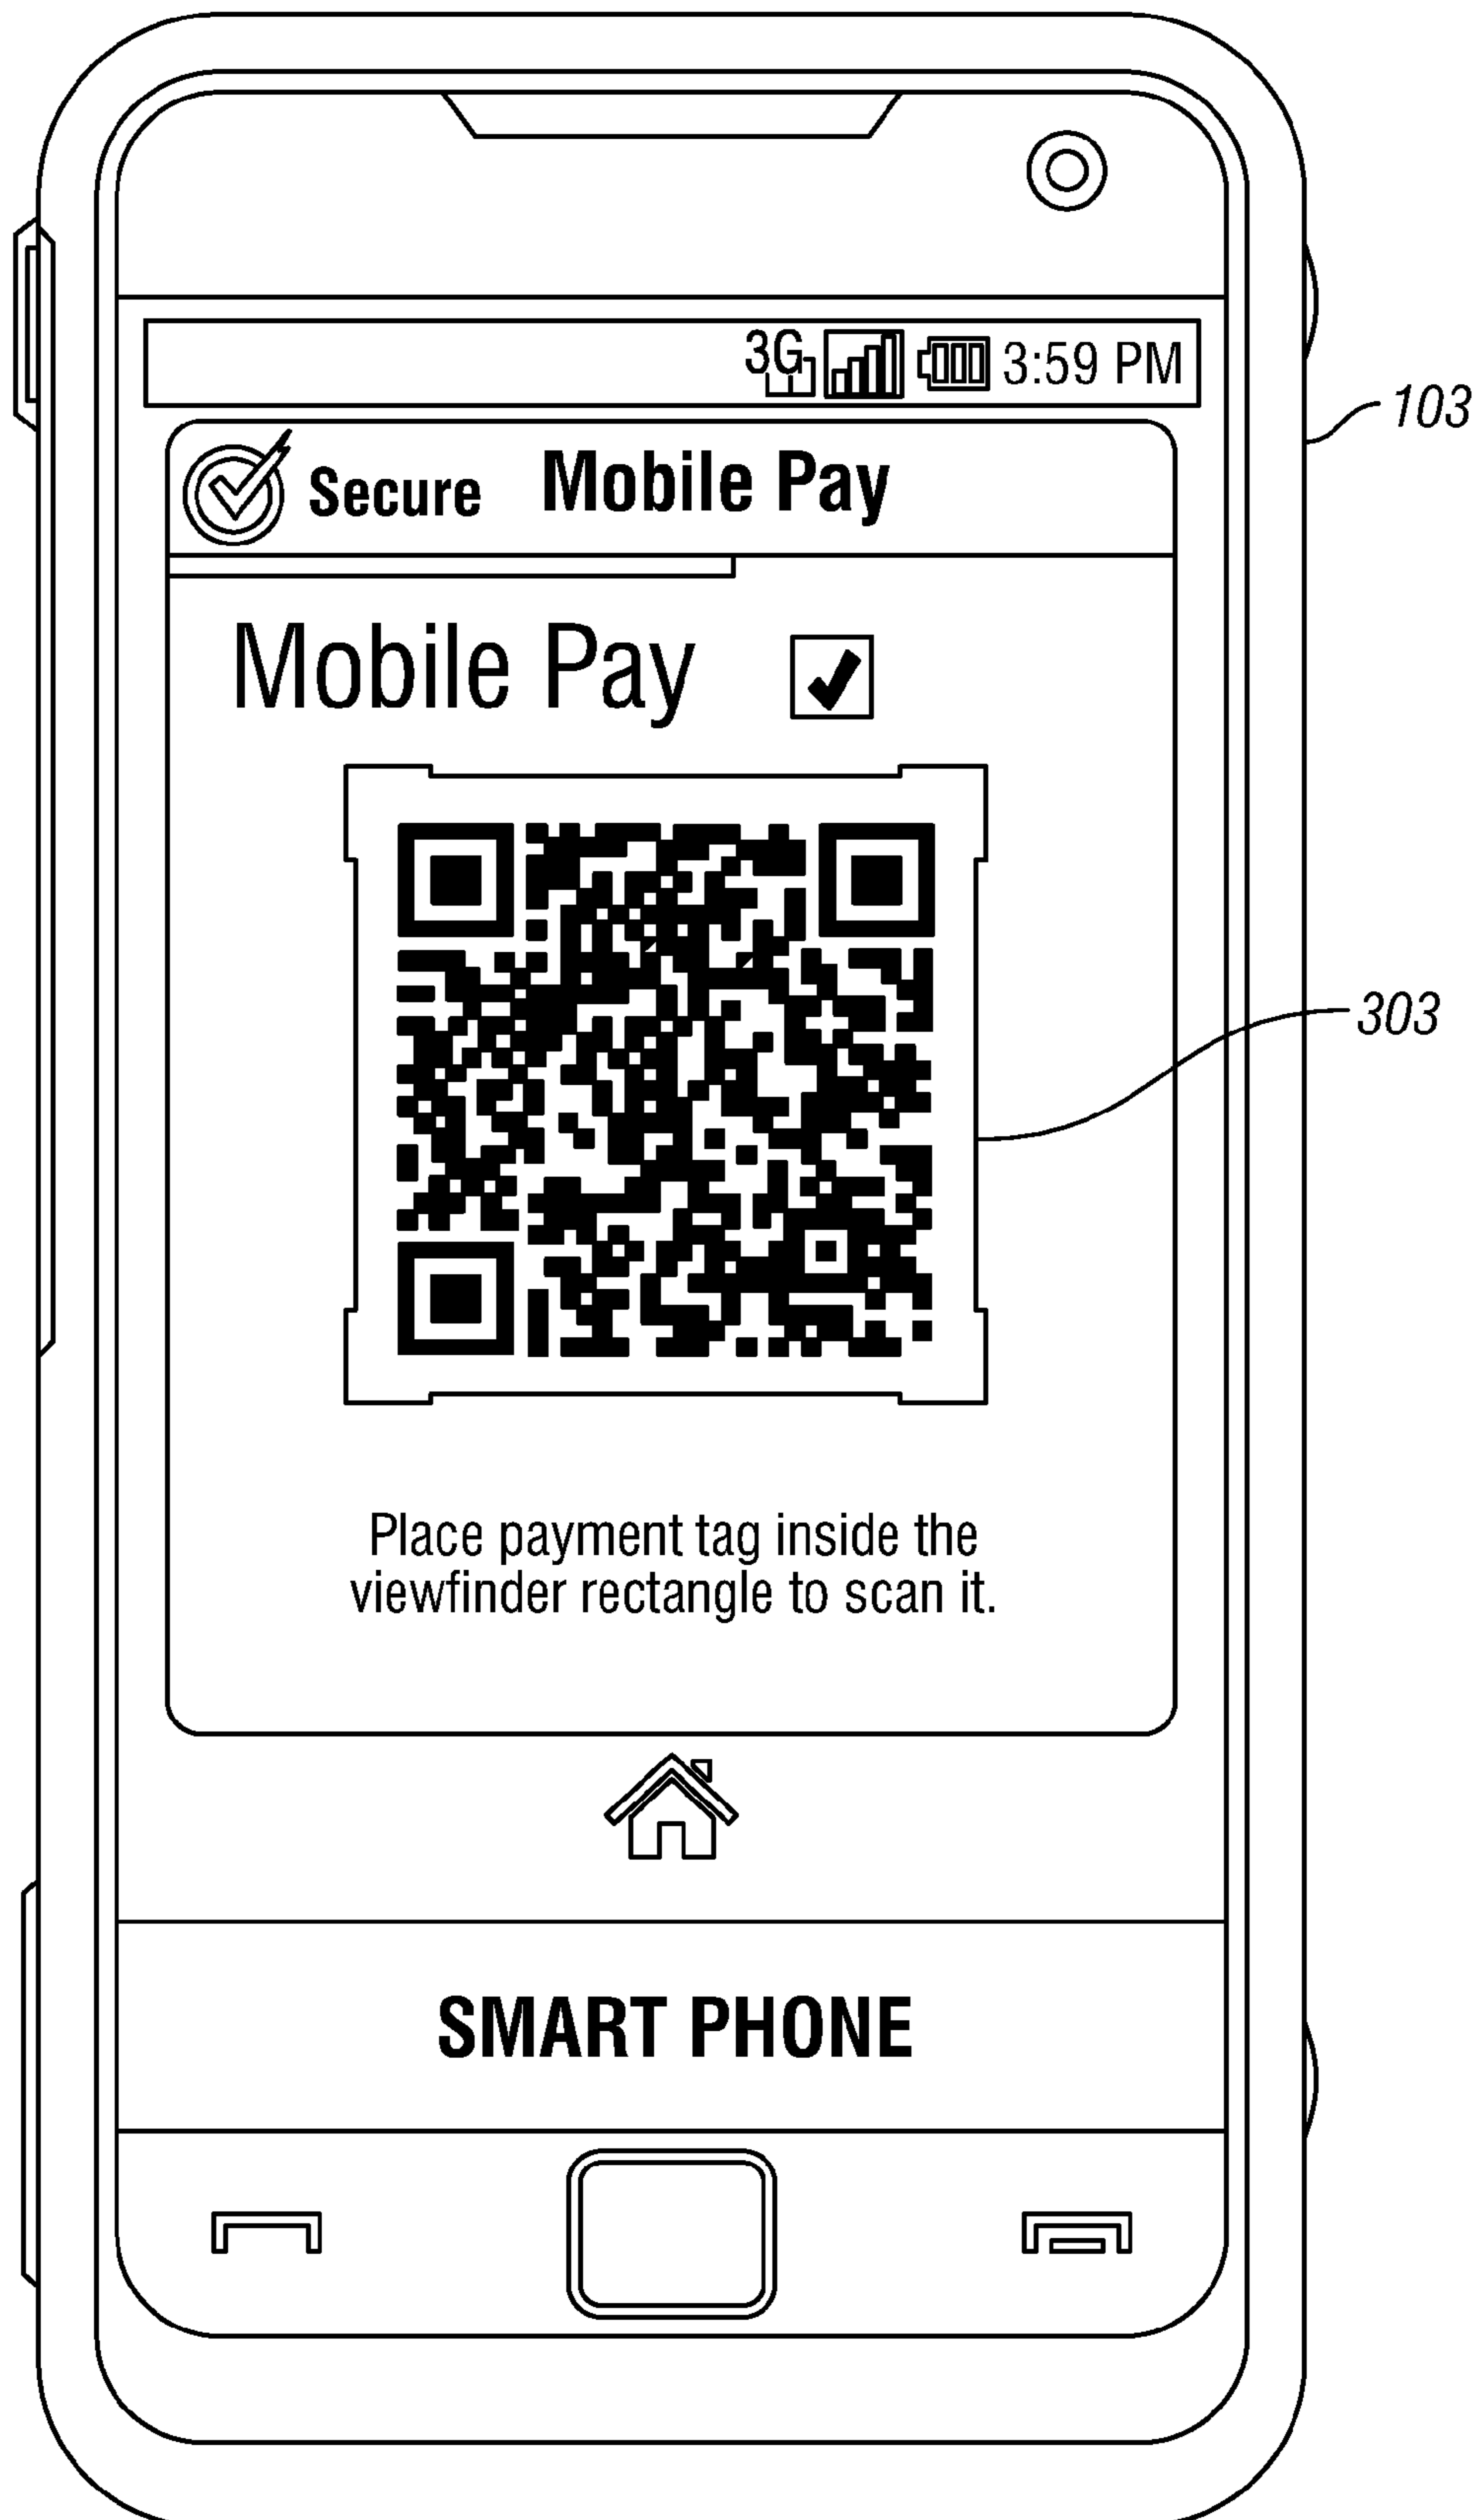 3G 3:59 PM
103
Secure Mobile Pay
Mobile Pay
303
Place payment tag inside the
viewfinder rectangle to scan it.
SMART PHONE